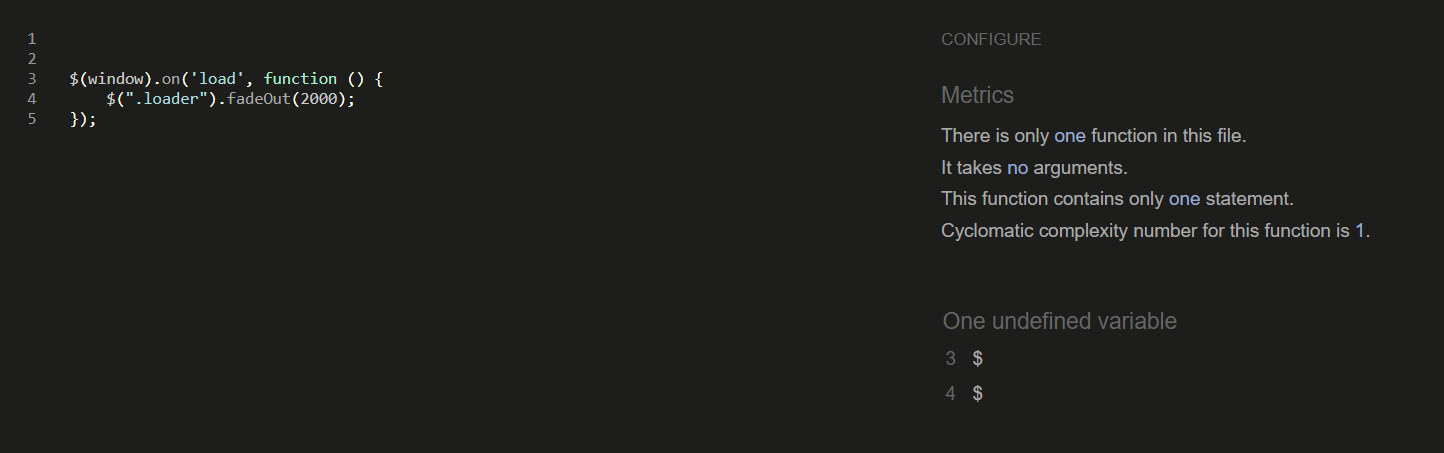 1
2
3 $(window).on('load', function () {
4 $(".loader").fadeOut(2000);
5 });
CONFIGURE
Metrics
There is only one function in this file.
It takes no arguments.
This function contains only one statement.
Cyclomatic complexity number for this function is 1.
One undefined variable
3 $
4 $